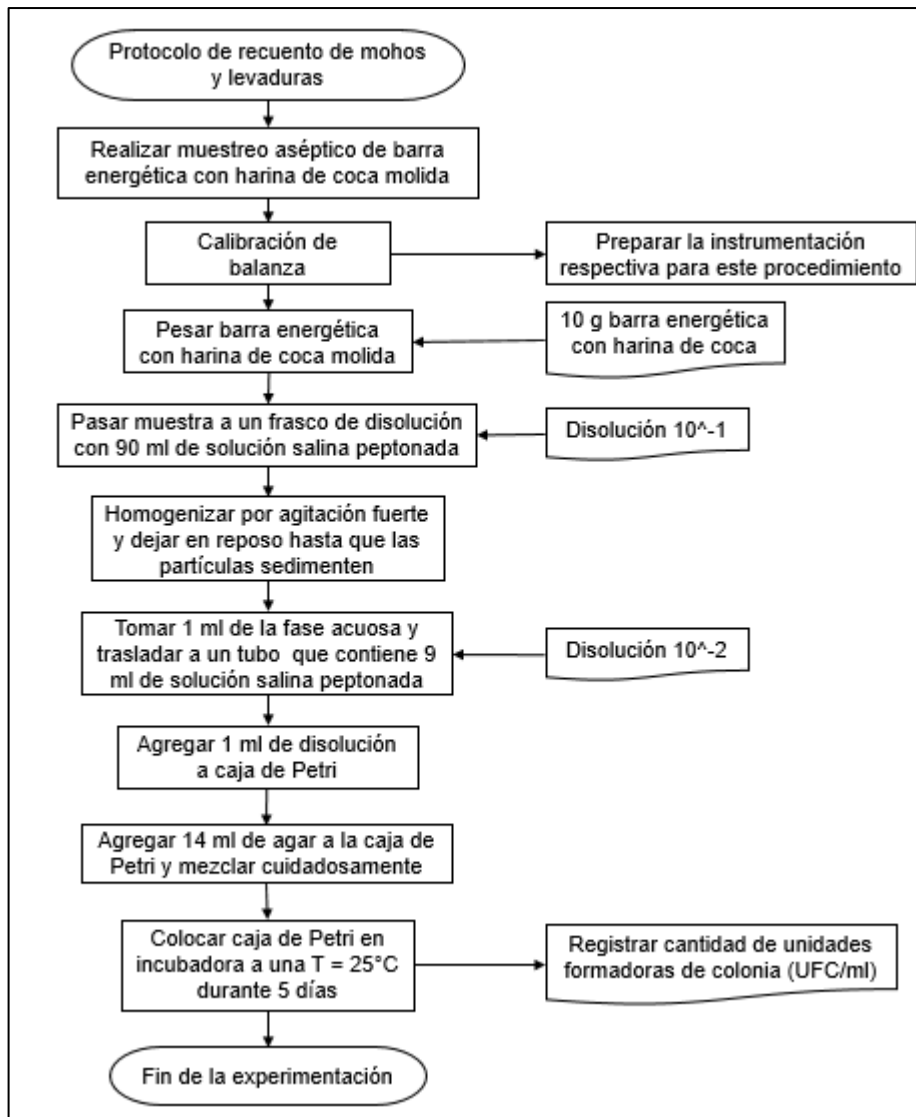 Protocolo de recuento de mohos
y levaduras
Realizar muestreo aséptico de barra
energética con harina de coca molida
Calibración de
balanza
Preparar la instrumentación
respectiva para este procedimiento
Pesar barra energética
con harina de coca molida
10 g barra energética
con harina de coca
Pasar muestra a un frasco de disolución
con 90 ml de solución salina peptonada
Disolución 10^-1
Homogenizar por agitación fuerte
y dejar en reposo hasta que las
partículas sedimenten
Tomar 1 ml de la fase acuosa y
trasladar a un tubo que contiene 9
ml de solución salina peptonada
Disolución 10^-2
Agregar 1 ml de disolución
a caja de Petri
Agregar 14 ml de agar a la caja de
Petri y mezclar cuidadosamente
Colocar caja de Petri en
incubadora a una T = 25°C
durante 5 días
Registrar cantidad de unidades
formadoras de colonia (UFC/ml)
Fin de la experimentación